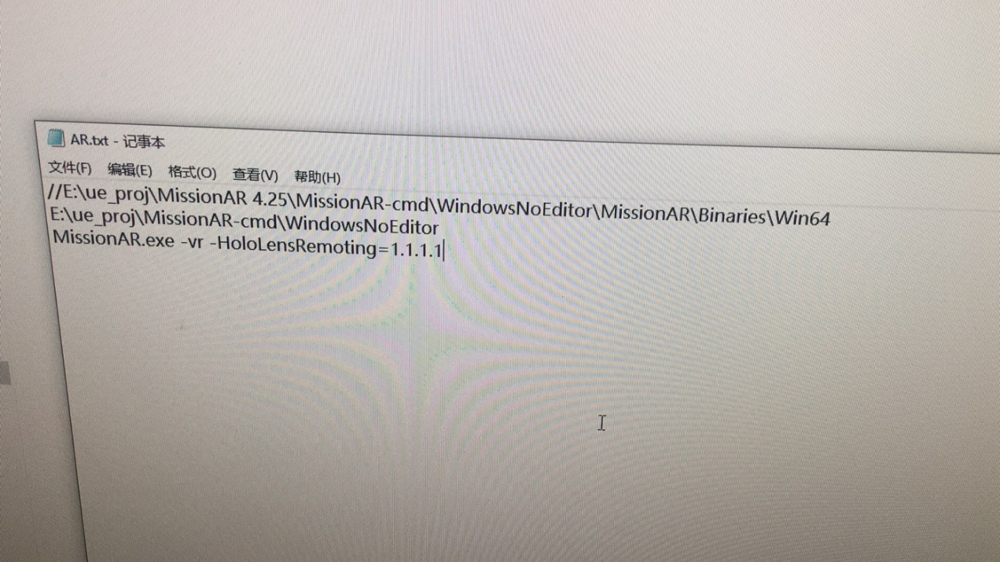 AR.txt - 记事本
文件(F) 编辑(E) 格式(O) 查看(V) 帮助(H)
//E:\ue_proj\MissionAR 4.25\MissionAR-cmd\WindowsNoEditor\MissionAR\Binaries\Win64
E:\ue_proj\MissionAR-cmd\WindowsNoEditor
MissionAR.exe -vr -HoloLensRemoting=1.1.1.1